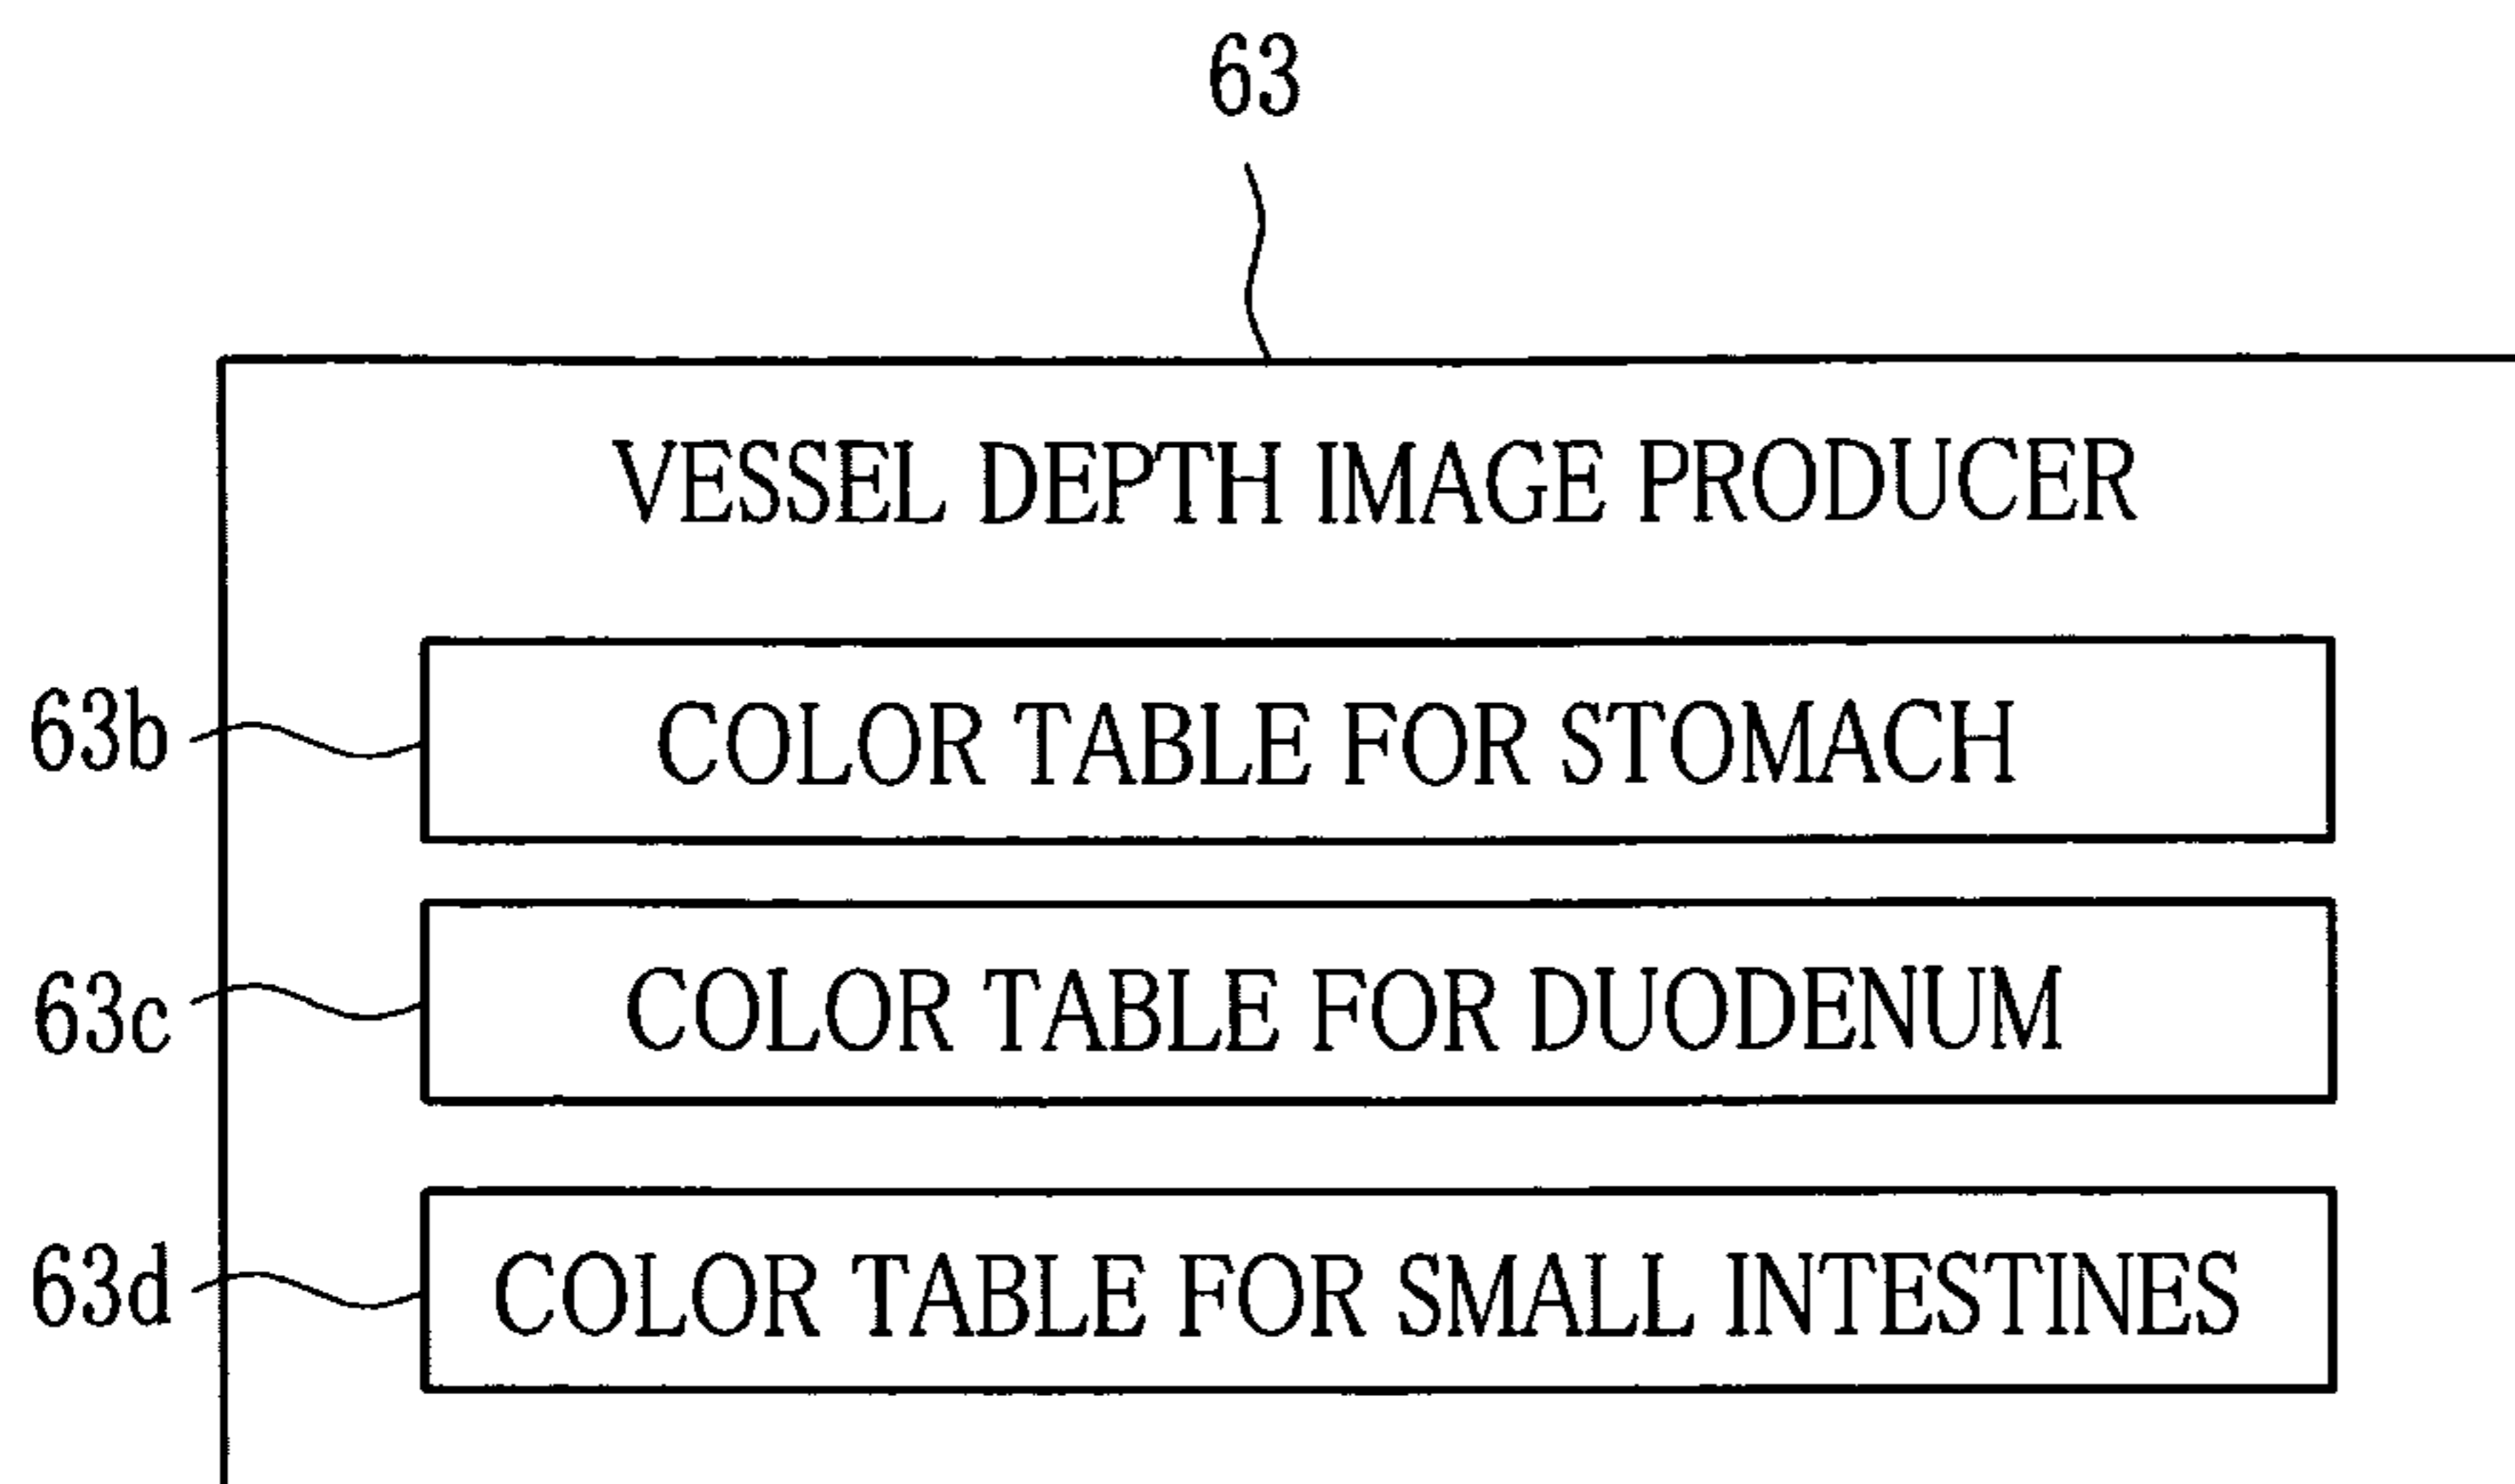 63
VESSEL DEPTH IMAGE PRODUCER
63b COLOR TABLE FOR STOMACH
63c COLOR TABLE FOR DUODENUM
63d COLOR TABLE FOR SMALL INTESTINES